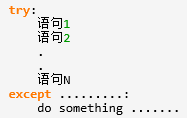 try:
    语句1
    语句2
    .
    .
    语句N
except .........:
    do something .......